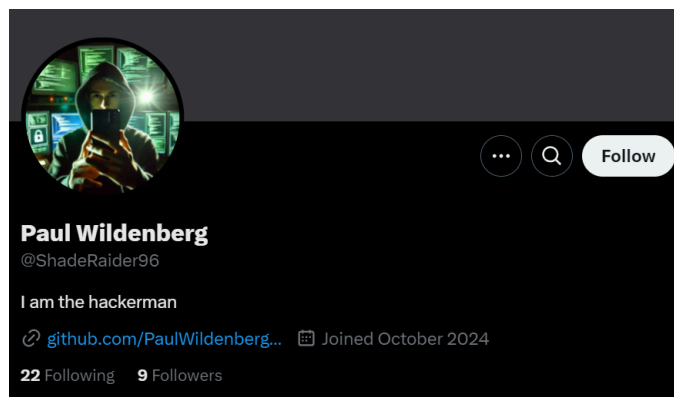 Follow
Paul Wildenberg
@ShadeRaider96
I am the hackerman
github.com/PaulWildenberg... Joined October 2024
22 Following 9 Followers